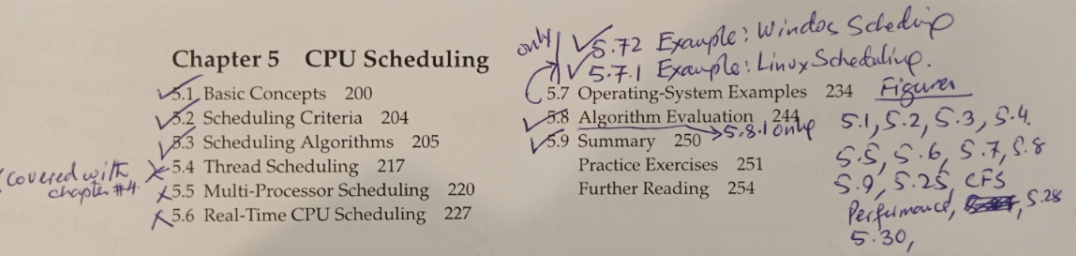 Chapter 5 CPU Scheduling
✓5.1 Basic Concepts 200
✓5.2 Scheduling Criteria 204
✓5.3 Scheduling Algorithms 205
✗5.4 Thread Scheduling 217
(covered with
chapter #4.
✗5.5 Multi-Processor Scheduling 220
✗5.6 Real-Time CPU Scheduling 227
only
✓5.72 Example: Windos Scheduling
✓5.7.1 Example: Linux Scheduling.
5.7 Operating-System Examples 234
✓5.8 Algorithm Evaluation 244
→5.8.1 only
✓5.9 Summary 250
Practice Exercises 251
Further Reading 254
Figures
5.1, 5.2, 5.3, 5.4.
5.5, 5.6, 5.7, 5.8
5.9, 5.25, CFS
Performance, , 5.28
5.30,